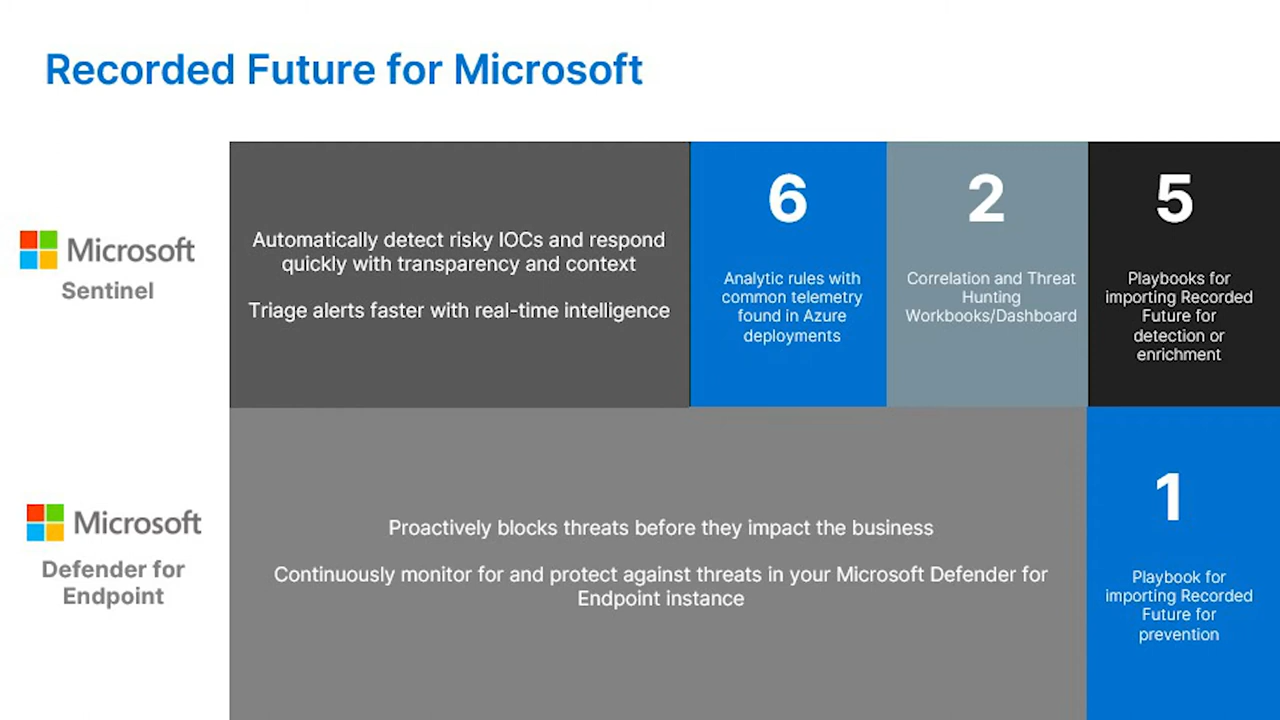 Recorded Future for Microsoft
Microsoft
Sentinel
Automatically detect risky IOCs and respond
quickly with transparency and context
Triage alerts faster with real-time intelligence
6
Analytic rules with
common telemetry
found in Azure
deployments
2
Correlation and Threat
Hunting
Workbooks/Dashboard
5
Playbooks for
importing Recorded
Future for
detection or
enrichment
Microsoft
Defender for
Endpoint
Proactively blocks threats before they impact the business
Continuously monitor for and protect against threats in your Microsoft Defender for
Endpoint instance
1
Playbook for
importing Recorded
Future for
prevention